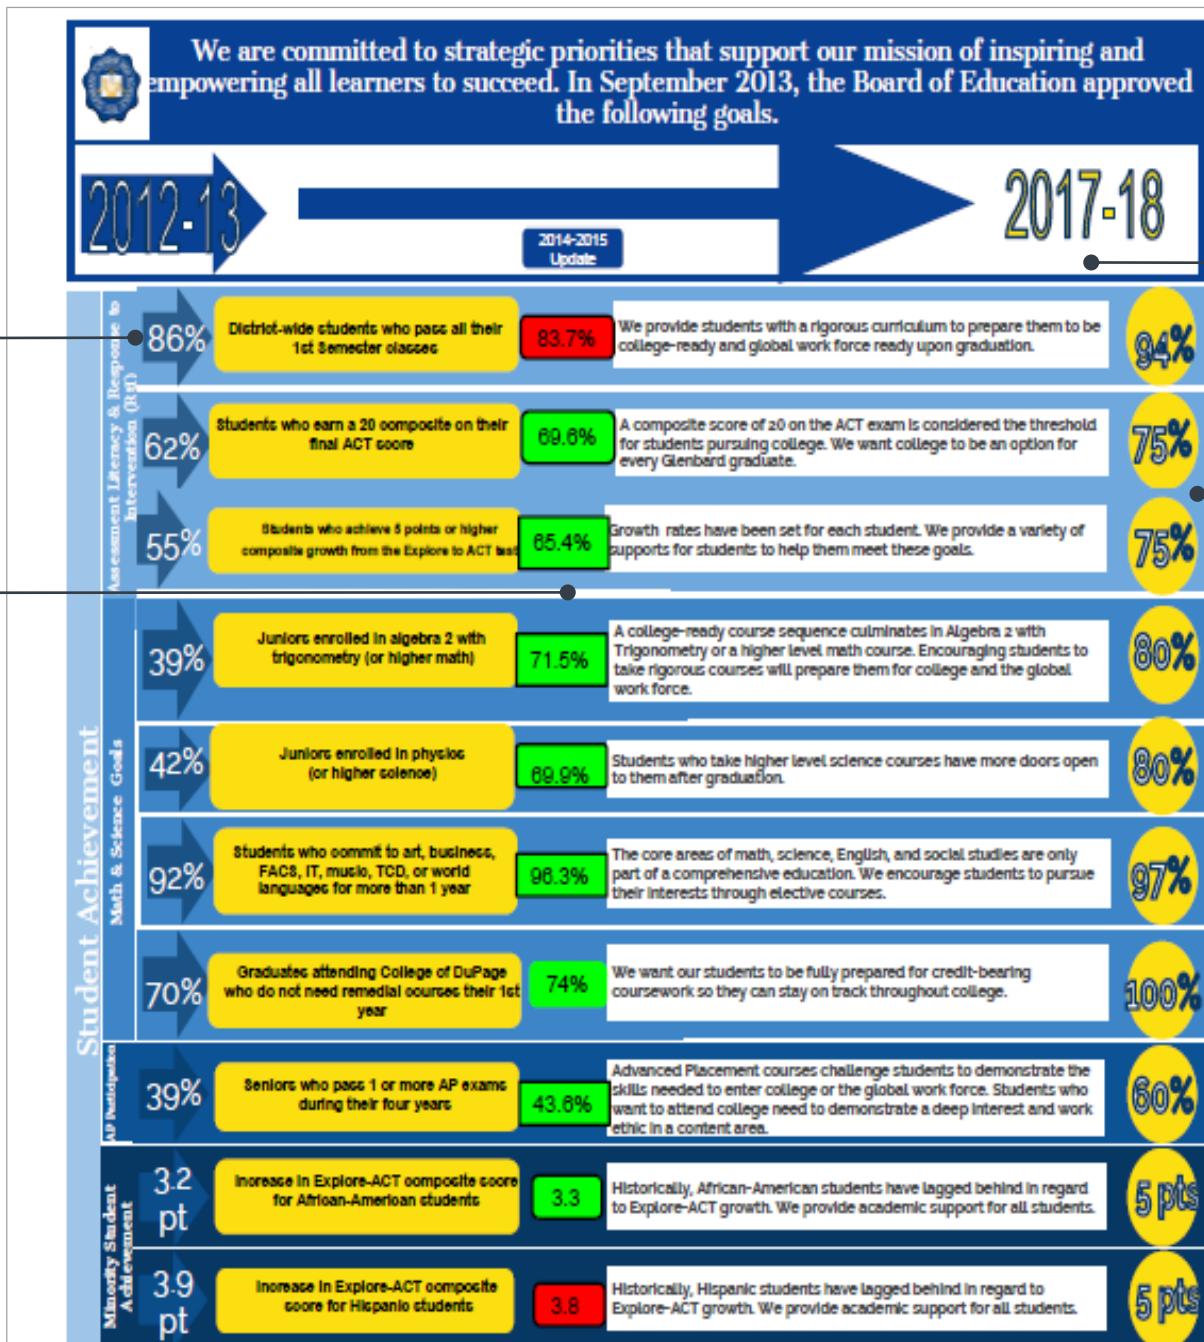 We are committed to strategic priorities that support our mission of inspiring and
empowering all learners to succeed. In September 2013, the Board of Education approved
the following goals.
2012-13
2014-2015
Update
2017-18
Student Achievement
Assessment Literacy & Response to
Intervention (RtI)
86%
District-wide students who pass all their
1st Semester classes
83.7%
We provide students with a rigorous curriculum to prepare them to be
college-ready and global work force ready upon graduation.
94%
62%
Students who earn a 20 composite on their
final ACT score
69.6%
A composite score of 20 on the ACT exam is considered the threshold
for students pursuing college. We want college to be an option for
every Glenbard graduate.
75%
55%
Students who achieve 5 points or higher
composite growth from the Explore to ACT test
65.4%
Growth rates have been set for each student. We provide a variety of
supports for students to help them meet these goals.
75%
Math & Science Goals
39%
Juniors enrolled in algebra 2 with
trigonometry (or higher math)
71.5%
A college-ready course sequence culminates in Algebra 2 with
Trigonometry or a higher level math course. Encouraging students to
take rigorous courses will prepare them for college and the global
work force.
80%
42%
Juniors enrolled in physics
(or higher science)
69.9%
Students who take higher level science courses have more doors open
to them after graduation.
80%
92%
Students who commit to art, business,
FACS, IT, music, TCD, or world
languages for more than 1 year
96.3%
The core areas of math, science, English, and social studies are only
part of a comprehensive education. We encourage students to pursue
their interests through elective courses.
97%
70%
Graduates attending College of DuPage
who do not need remedial courses their 1st
year
74%
We want our students to be fully prepared for credit-bearing
coursework so they can stay on track throughout college.
100%
AP Participation
39%
Seniors who pass 1 or more AP exams
during their four years
43.6%
Advanced Placement courses challenge students to demonstrate the
skills needed to enter college or the global work force. Students who
want to attend college need to demonstrate a deep interest and work
ethic in a content area.
60%
Minority Student
Achievement
3.2
pt
Increase in Explore-ACT composite score
for African-American students
3.3
Historically, African-American students have lagged behind in regard
to Explore-ACT growth. We provide academic support for all students.
5 pts
3.9
pt
Increase in Explore-ACT composite
score for Hispanic students
3.8
Historically, Hispanic students have lagged behind in regard to
Explore-ACT growth. We provide academic support for all students.
5 pts